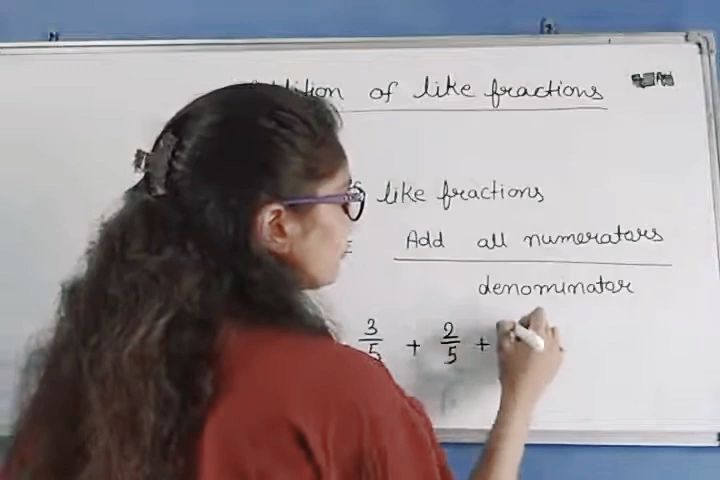 of like fractions
like fractions
= Add all numerators
denominator
3/5 + 2/5 +